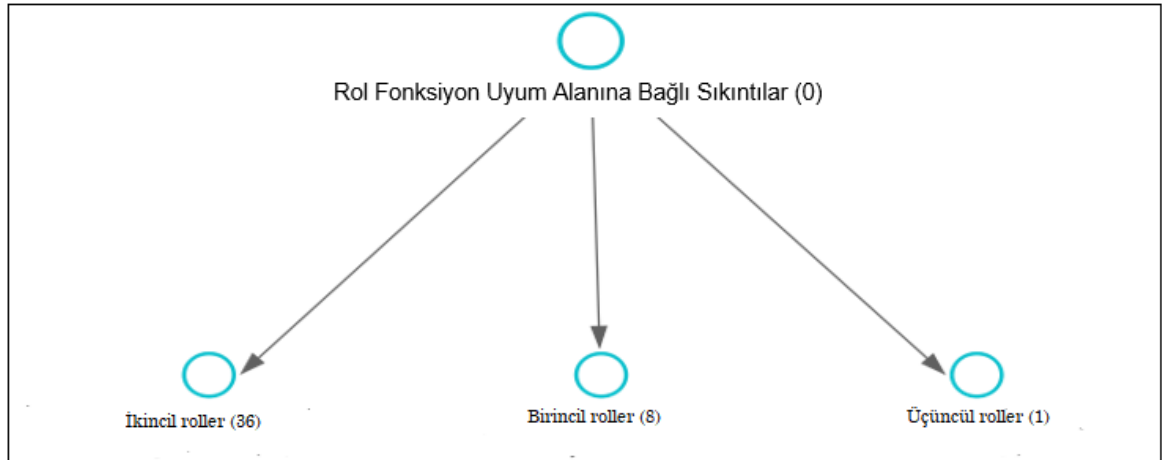 Rol Fonksiyon Uyum Alanına Bağlı Sıkıntılar (0)
İkincil roller (36)
Birincil roller (8)
Üçüncül roller (1)